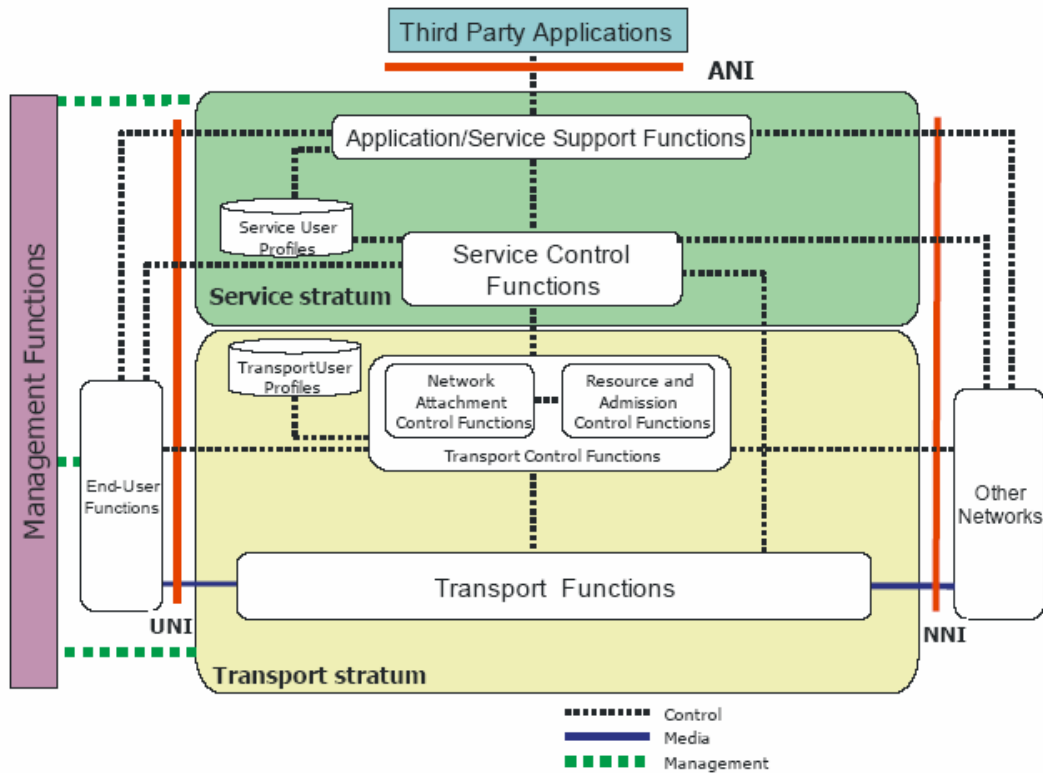 Third Party Applications
ANI
Application/Service Support Functions
Service User
Profiles
Service Control
Functions
Service stratum
Management Functions
TransportUser
Profiles
Network
Attachment
Control Functions
Resource and
Admission
Control Functions
Transport Control Functions
End-User
Functions
Other
Networks
Transport Functions
UNI
NNI
Transport stratum
Control
Media
Management